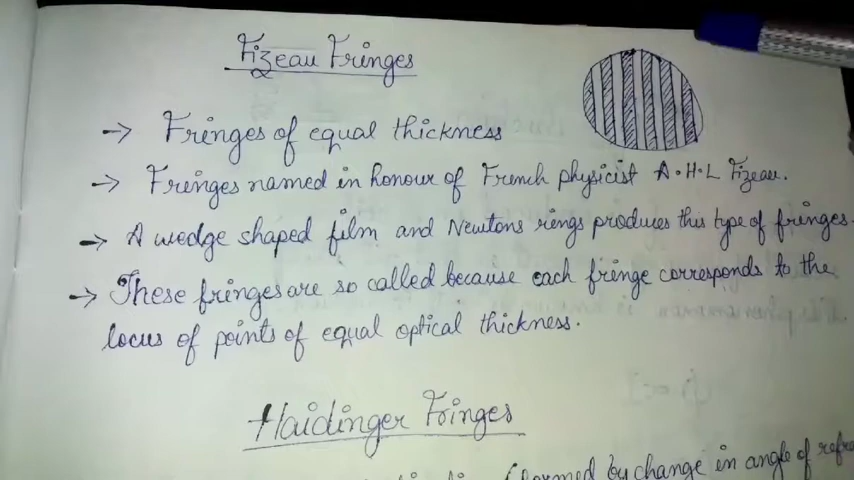 Fizeau Fringes
→ Fringes of equal thickness
→ Fringes named in honour of French physicist A.H.L Fizeau.
→ A wedge shaped film and Newtons rings produces this type of fringes.
→ These fringes are so called because each fringe corresponds to the
locus of points of equal optical thickness.
Haidinger Fringes
(formed by change in angle of